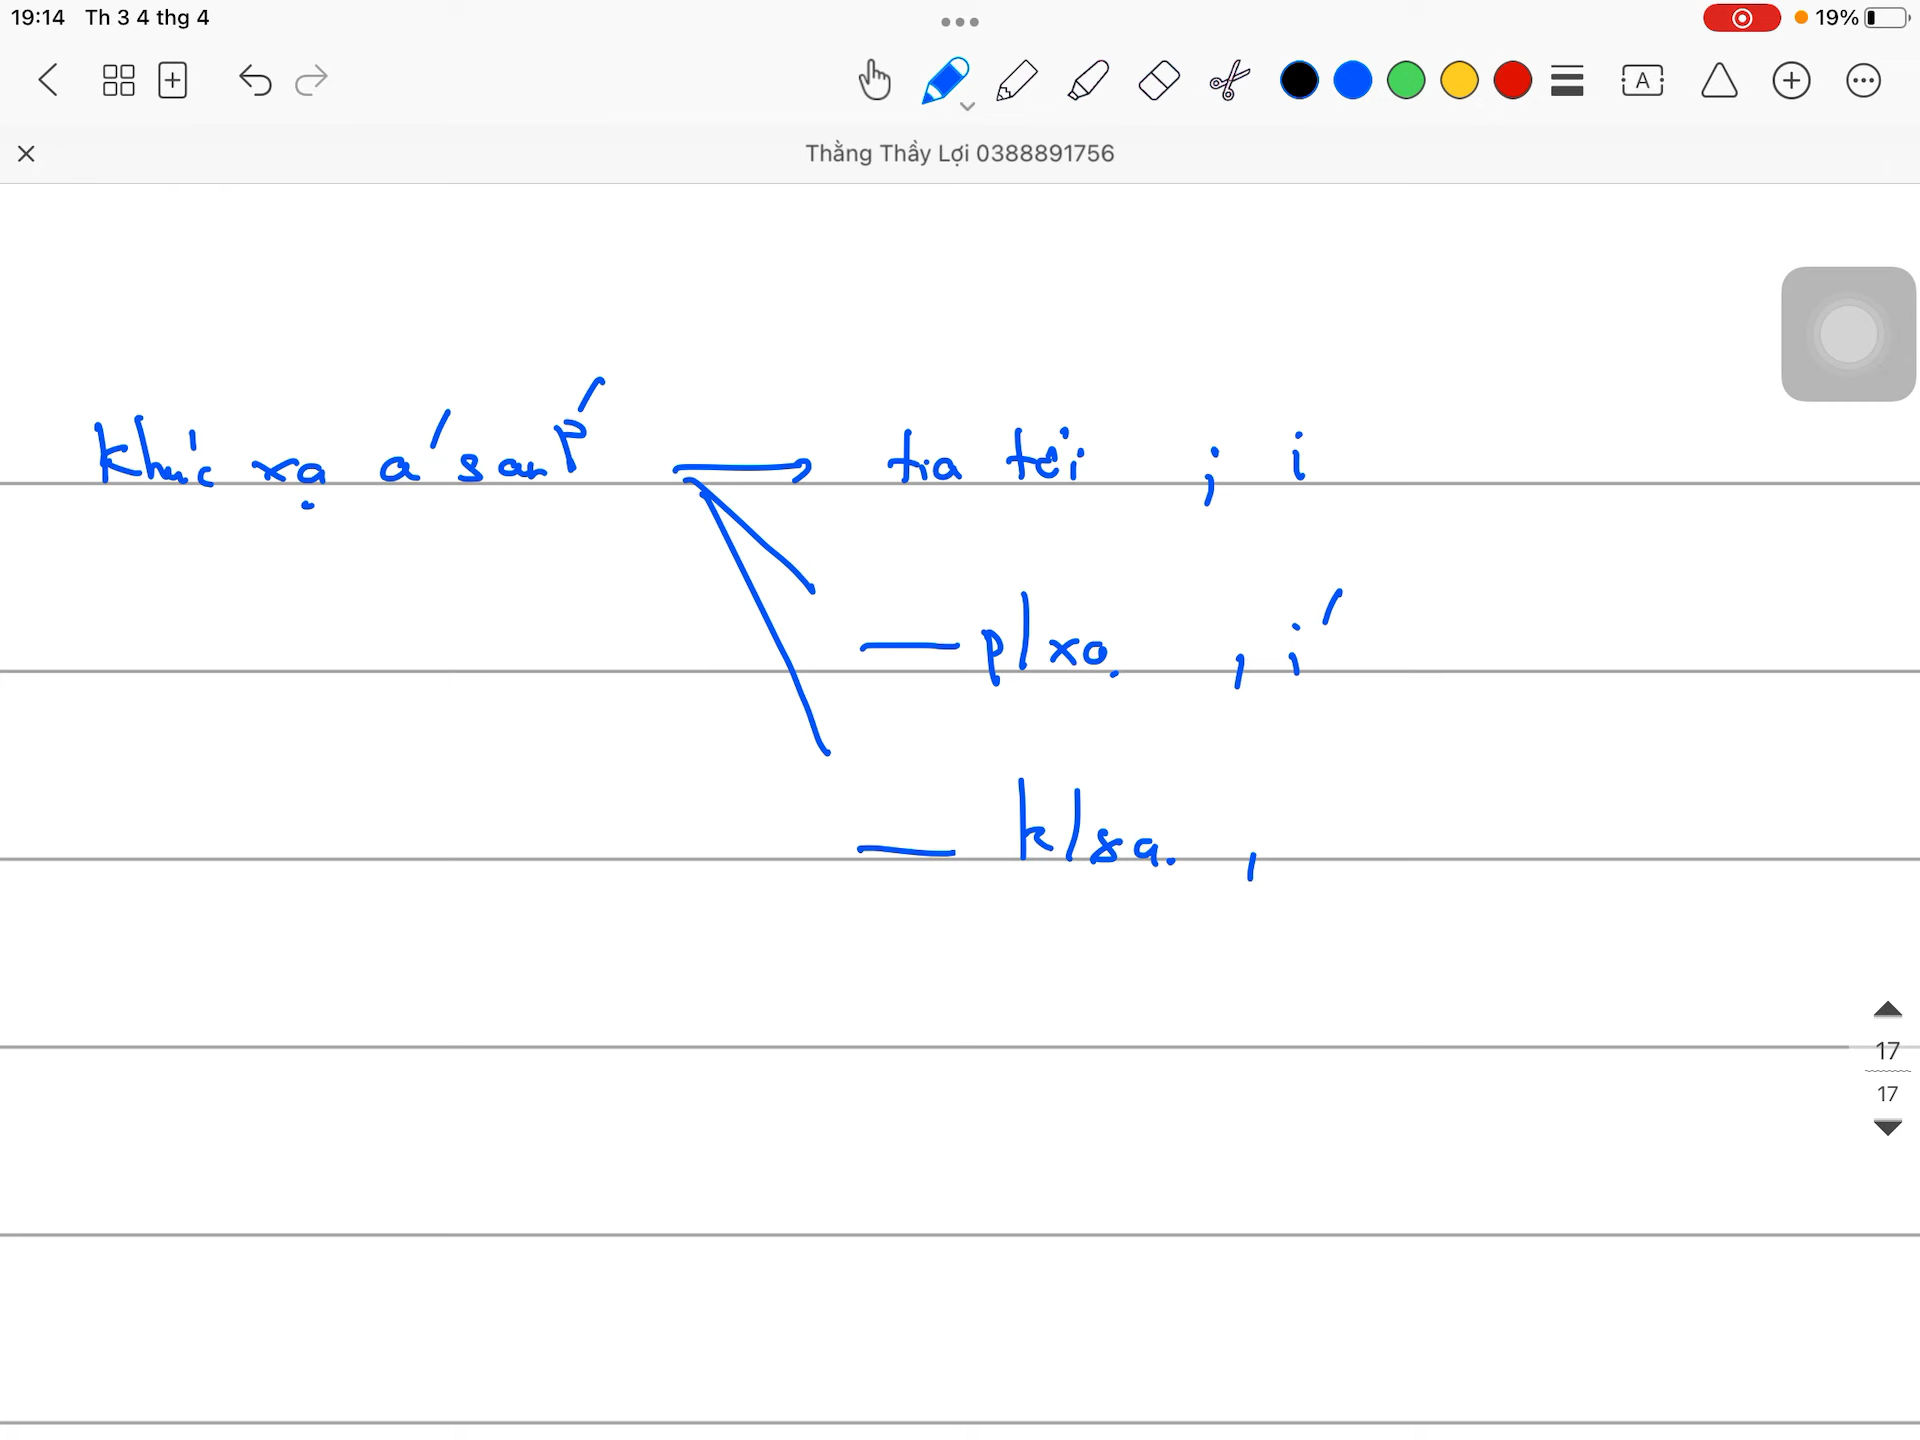 19:14 Th 3 4 thg 4
19%
A
Thằng Thầy Lợi 0388891756
khúc xạ á sáng → tia tới ; i
— p/xạ , i'
— k/xạ ,
17
17